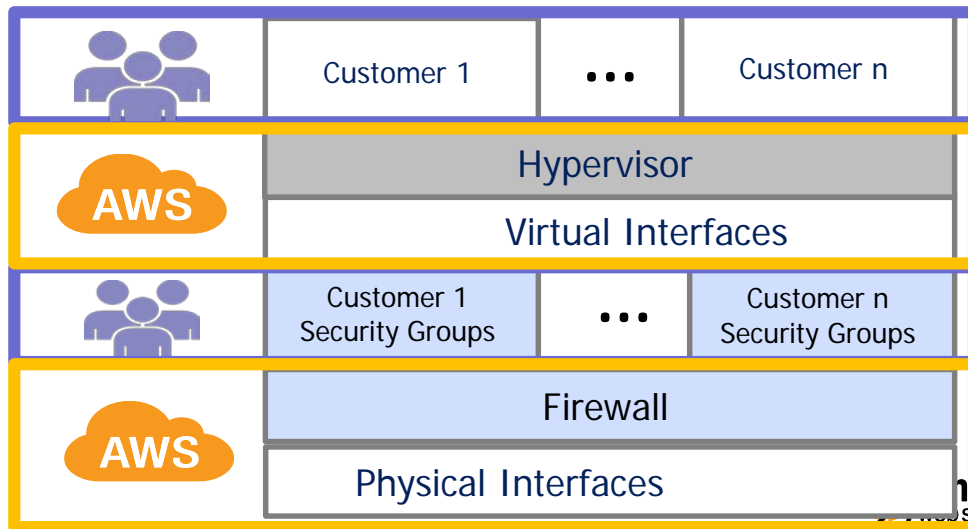 Customer 1
...
Customer n
AWS
Hypervisor
Virtual Interfaces
Customer 1
Security Groups
...
Customer n
Security Groups
AWS
Firewall
Physical Interfaces